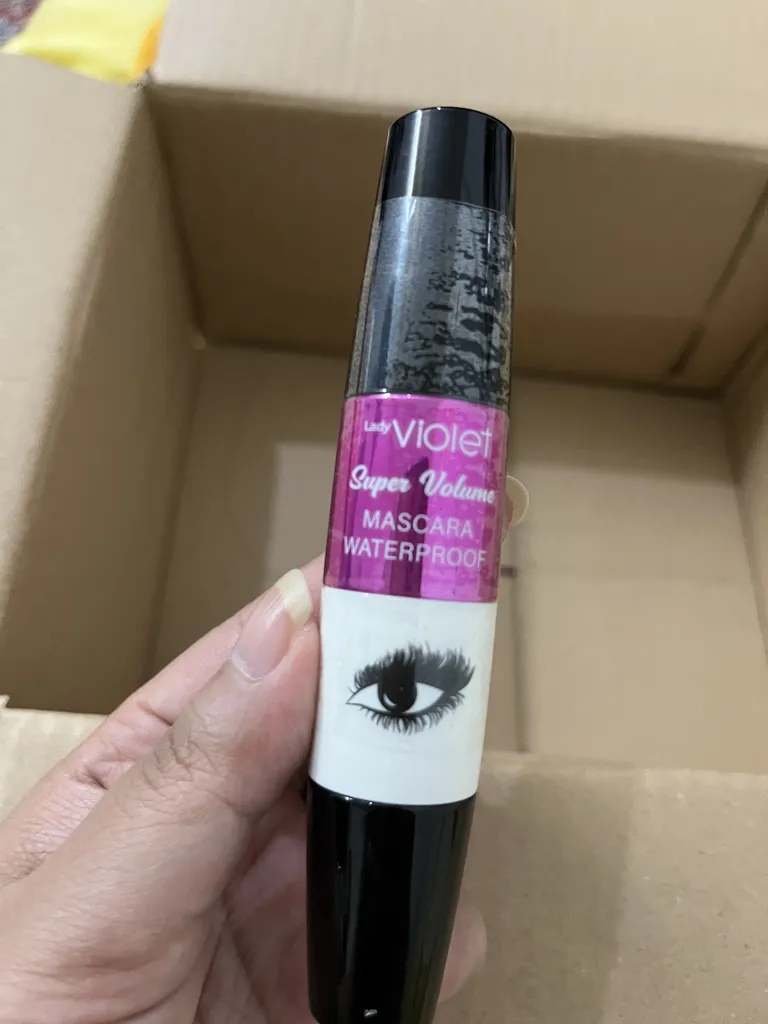 Lady Violet
Super Volume
MASCARA
WATERPROOF